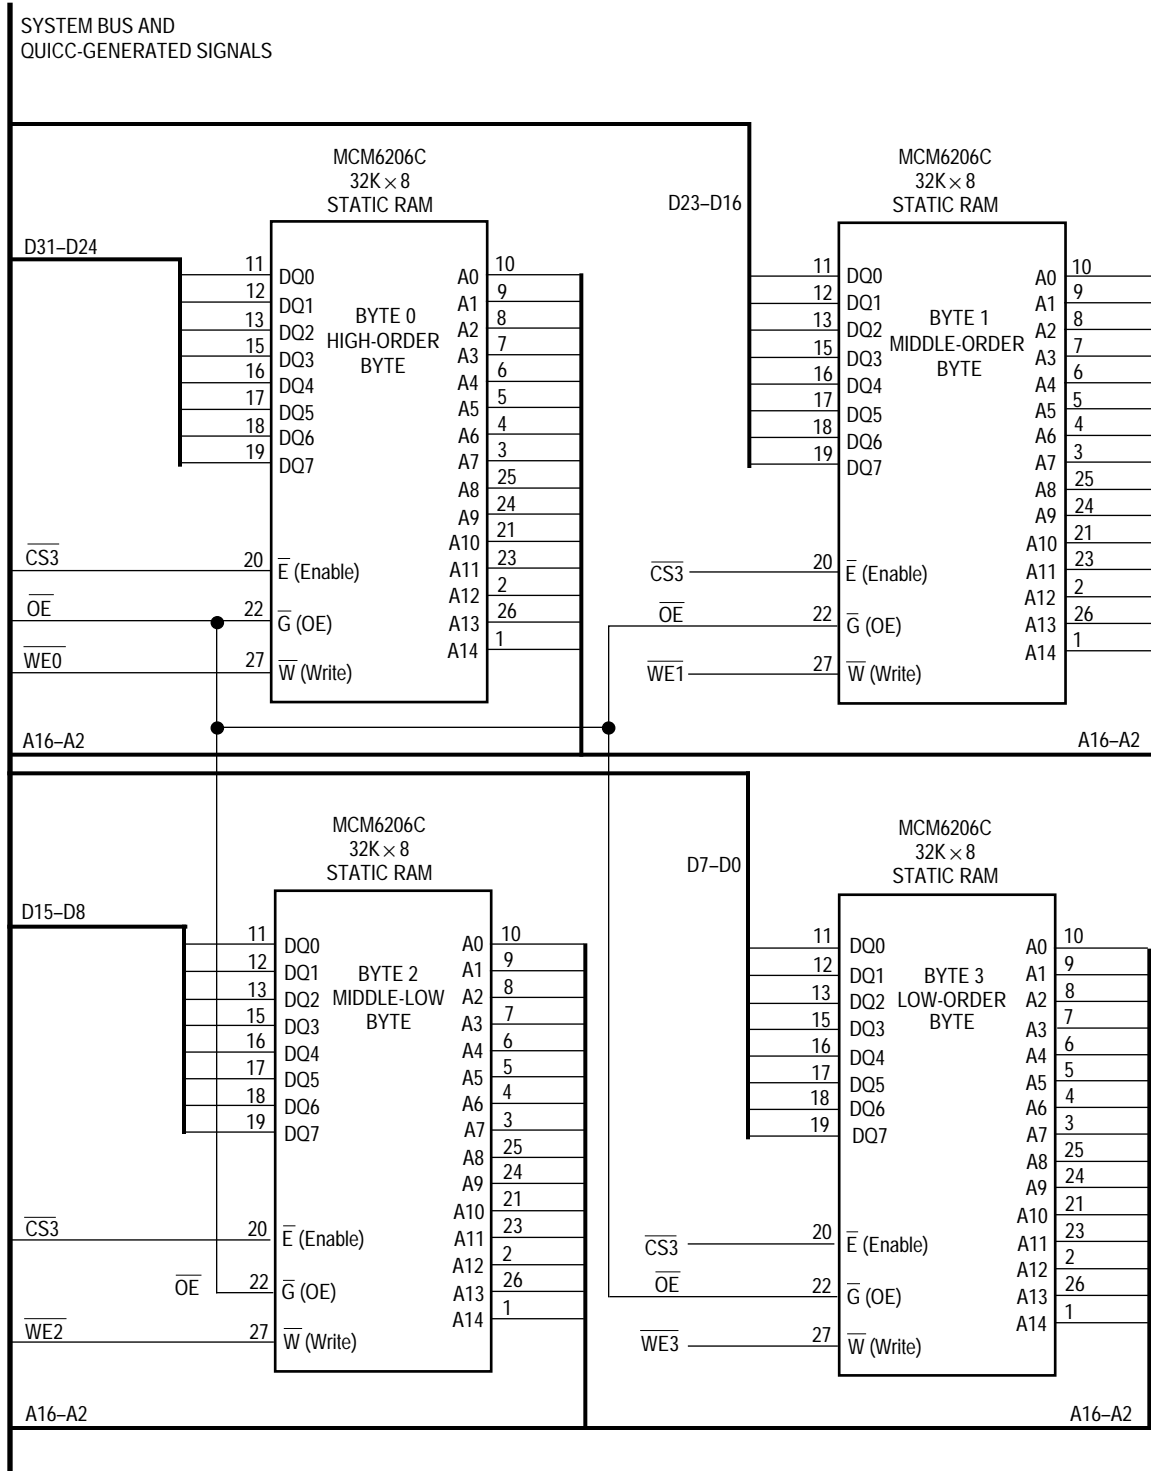 SYSTEM BUS AND
QUICC-GENERATED SIGNALS
MCM6206C
32K × 8
STATIC RAM
D31–D24
11 DQ0
12 DQ1
13 DQ2
15 DQ3
16 DQ4
17 DQ5
18 DQ6
19 DQ7
BYTE 0
HIGH-ORDER
BYTE
A0 10
A1 9
A2 8
A3 7
A4 6
A5 5
A6 4
A7 3
A8 25
A9 24
A10 21
A11 23
A12 2
A13 26
A14 1
CS3 20 E (Enable)
OE 22 G (OE)
WE0 27 W (Write)
A16–A2
MCM6206C
32K × 8
STATIC RAM
D23–D16
11 DQ0
12 DQ1
13 DQ2
15 DQ3
16 DQ4
17 DQ5
18 DQ6
19 DQ7
BYTE 1
MIDDLE-ORDER
BYTE
A0 10
A1 9
A2 8
A3 7
A4 6
A5 5
A6 4
A7 3
A8 25
A9 24
A10 21
A11 23
A12 2
A13 26
A14 1
CS3 20 E (Enable)
OE 22 G (OE)
WE1 27 W (Write)
A16–A2
MCM6206C
32K × 8
STATIC RAM
D15–D8
11 DQ0
12 DQ1
13 DQ2
15 DQ3
16 DQ4
17 DQ5
18 DQ6
19 DQ7
BYTE 2
MIDDLE-LOW
BYTE
A0 10
A1 9
A2 8
A3 7
A4 6
A5 5
A6 4
A7 3
A8 25
A9 24
A10 21
A11 23
A12 2
A13 26
A14 1
CS3 20 E (Enable)
OE 22 G (OE)
WE2 27 W (Write)
A16–A2
MCM6206C
32K × 8
STATIC RAM
D7–D0
11 DQ0
12 DQ1
13 DQ2
15 DQ3
16 DQ4
17 DQ5
18 DQ6
19 DQ7
BYTE 3
LOW-ORDER
BYTE
A0 10
A1 9
A2 8
A3 7
A4 6
A5 5
A6 4
A7 3
A8 25
A9 24
A10 21
A11 23
A12 2
A13 26
A14 1
CS3 20 E (Enable)
OE 22 G (OE)
WE3 27 W (Write)
A16–A2